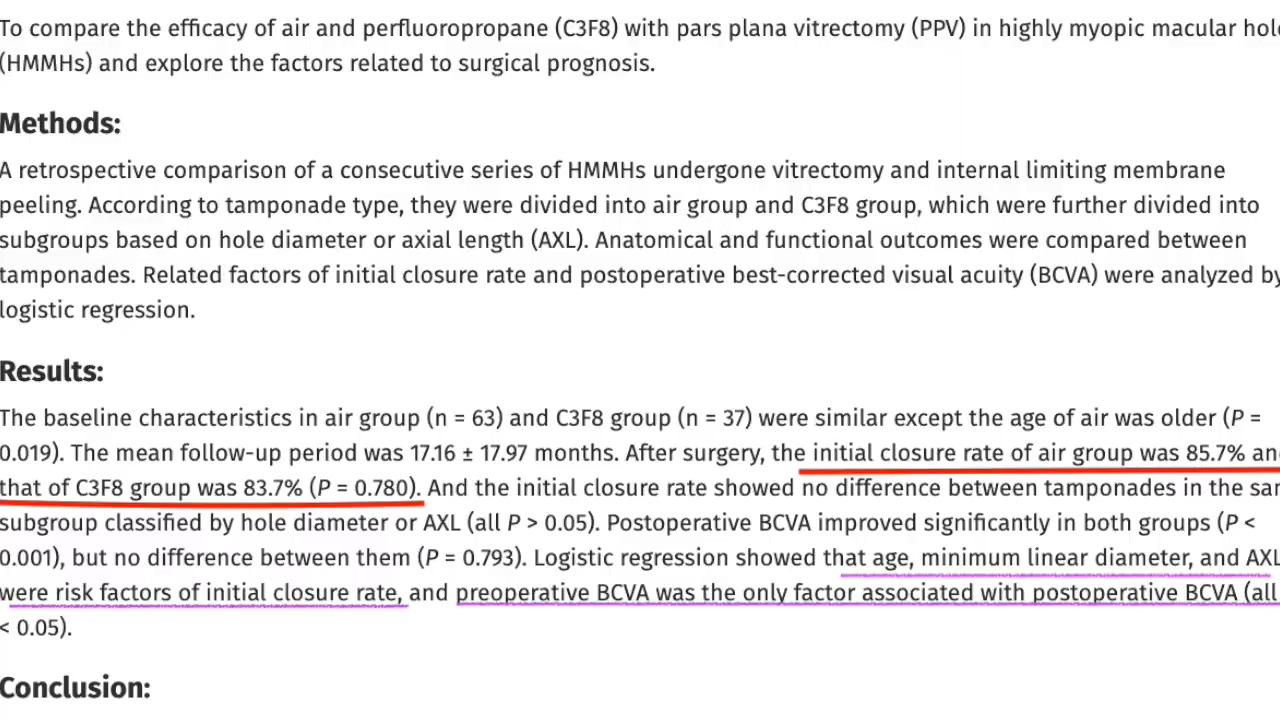 To compare the efficacy of air and perfluoropropane (C3F8) with pars plana vitrectomy (PPV) in highly myopic macular
(HMMHs) and explore the factors related to surgical prognosis.
Methods:
A retrospective comparison of a consecutive series of HMMHs undergone vitrectomy and internal limiting membrane
peeling. According to tamponade type, they were divided into air group and C3F8 group, which were further divided into
subgroups based on hole diameter or axial length (AXL). Anatomical and functional outcomes were compared between
tamponades. Related factors of initial closure rate and postoperative best-corrected visual acuity (BCVA) were analyzed by
logistic regression.
Results:
The baseline characteristics in air group (n = 63) and C3F8 group (n = 37) were similar except the age of air was older (P =
0.019). The mean follow-up period was 17.16 ± 17.97 months. After surgery, the initial closure rate of air group was 85.7%
that of C3F8 group was 83.7% (P = 0.780). And the initial closure rate showed no difference between tamponades in the
subgroup classified by hole diameter or AXL (all P > 0.05). Postoperative BCVA improved significantly in both groups (P <
0.001), but no difference between them (P = 0.793). Logistic regression showed that age, minimum linear diameter, and AXL
were risk factors of initial closure rate, and preoperative BCVA was the only factor associated with postoperative BCVA (all
< 0.05).
Conclusion: